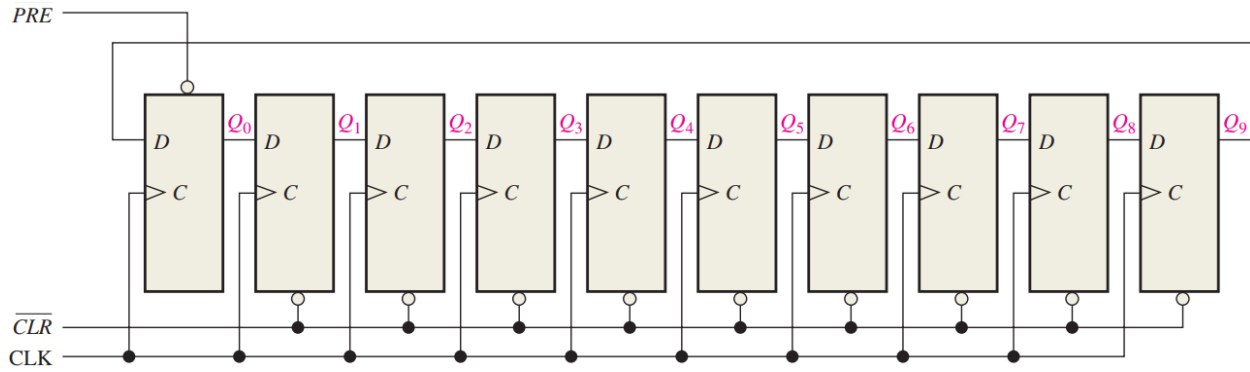 PRE
Q0 Q1 Q2 Q3 Q4 Q5 Q6 Q7 Q8 Q9
D D D D D D D D D D
C C C C C C C C C C
CLR
CLK